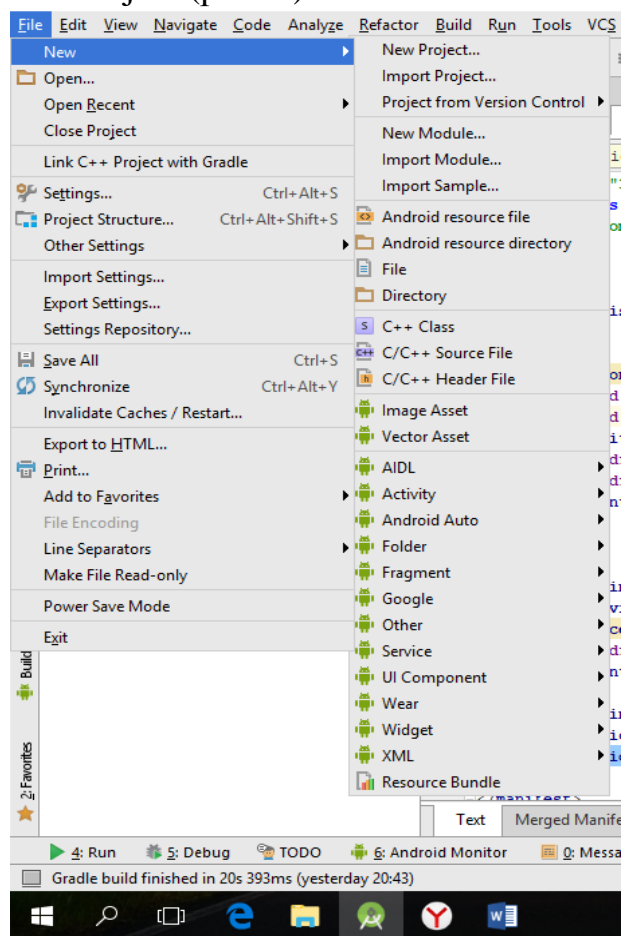 File Edit View Navigate Code Analyze Refactor Build Run Tools VCS
New
Open...
Open Recent
Close Project
Link C++ Project with Gradle
Settings... Ctrl+Alt+S
Project Structure... Ctrl+Alt+Shift+S
Other Settings
Import Settings...
Export Settings...
Settings Repository...
Save All Ctrl+S
Synchronize Ctrl+Alt+Y
Invalidate Caches / Restart...
Export to HTML...
Print...
Add to Favorites
File Encoding
Line Separators
Make File Read-only
Power Save Mode
Exit
New Project...
Import Project...
Project from Version Control
New Module...
Import Module...
Import Sample...
Android resource file
Android resource directory
File
Directory
S C++ Class
C++ C/C++ Source File
h C/C++ Header File
Image Asset
Vector Asset
AIDL
Activity
Android Auto
Folder
Fragment
Google
Other
Service
UI Component
Wear
Widget
XML
Resource Bundle
Build
2: Favorites
Text Merged Manife
4: Run 5: Debug TODO 6: Android Monitor 0: Messa
Gradle build finished in 20s 393ms (yesterday 20:43)